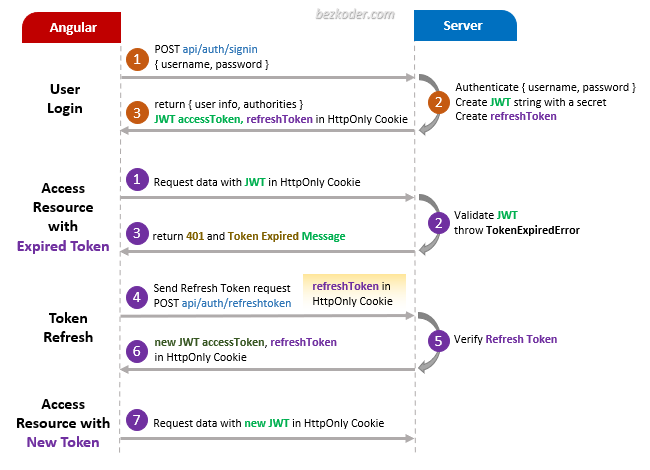 bezkoder.com
Angular
Server
1
POST api/auth/signin
{ username, password }
User
Login
2
Authenticate { username, password }
Create JWT string with a secret
Create refreshToken
3
return { user info, authorities }
JWT accessToken, refreshToken in HttpOnly Cookie
Access
Resource
with
Expired Token
1
Request data with JWT in HttpOnly Cookie
2
Validate JWT
throw TokenExpiredError
3
return 401 and Token Expired Message
Token
Refresh
4
Send Refresh Token request
POST api/auth/refreshtoken
refreshToken in
HttpOnly Cookie
5
Verify Refresh Token
6
new JWT accessToken, refreshToken
in HttpOnly Cookie
Access
Resource with
New Token
7
Request data with new JWT in HttpOnly Cookie